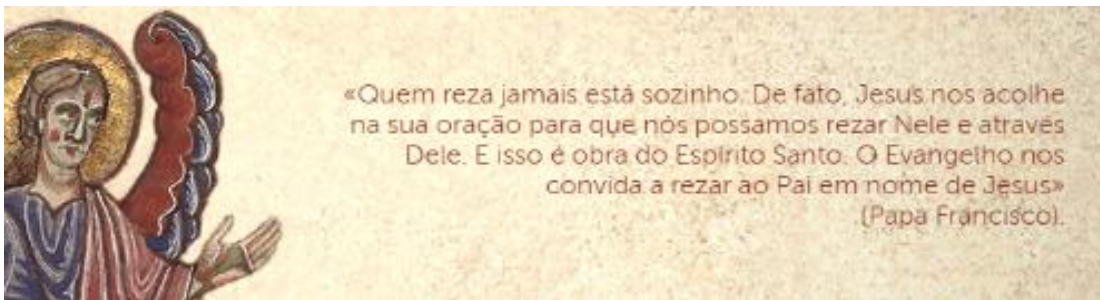 «Quem reza jamais está sozinho. De fato, Jesus nos acolhe
na sua oração para que nós possamos rezar Nele e através
Dele. E isso é obra do Espírito Santo. O Evangelho nos
convida a rezar ao Pai em nome de Jesus»
(Papa Francisco).